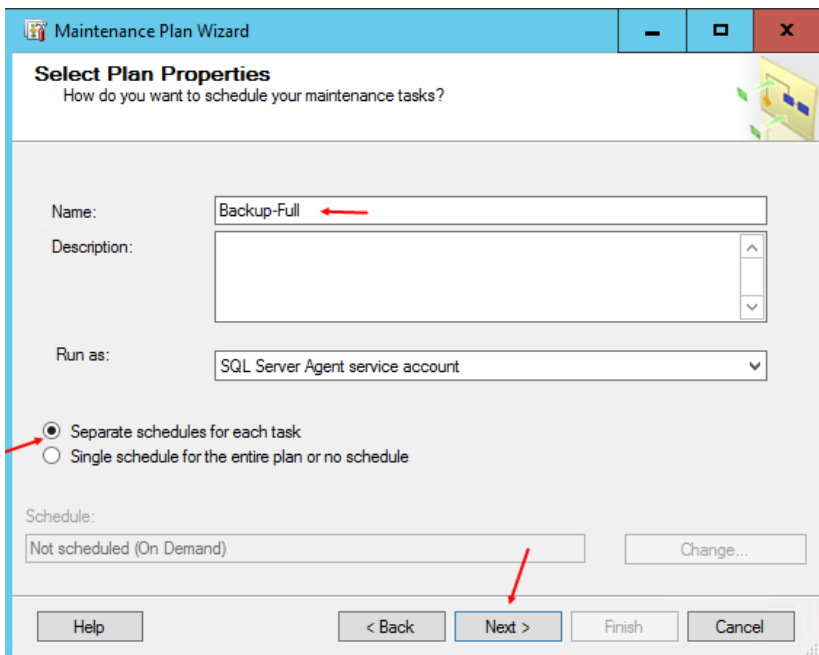 Maintenance Plan Wizard
Select Plan Properties
How do you want to schedule your maintenance tasks?
Name:
Backup-Full
Description:
Run as:
SQL Server Agent service account
Separate schedules for each task
Single schedule for the entire plan or no schedule
Schedule:
Not scheduled (On Demand)
Change...
Help
< Back
Next >
Finish
Cancel